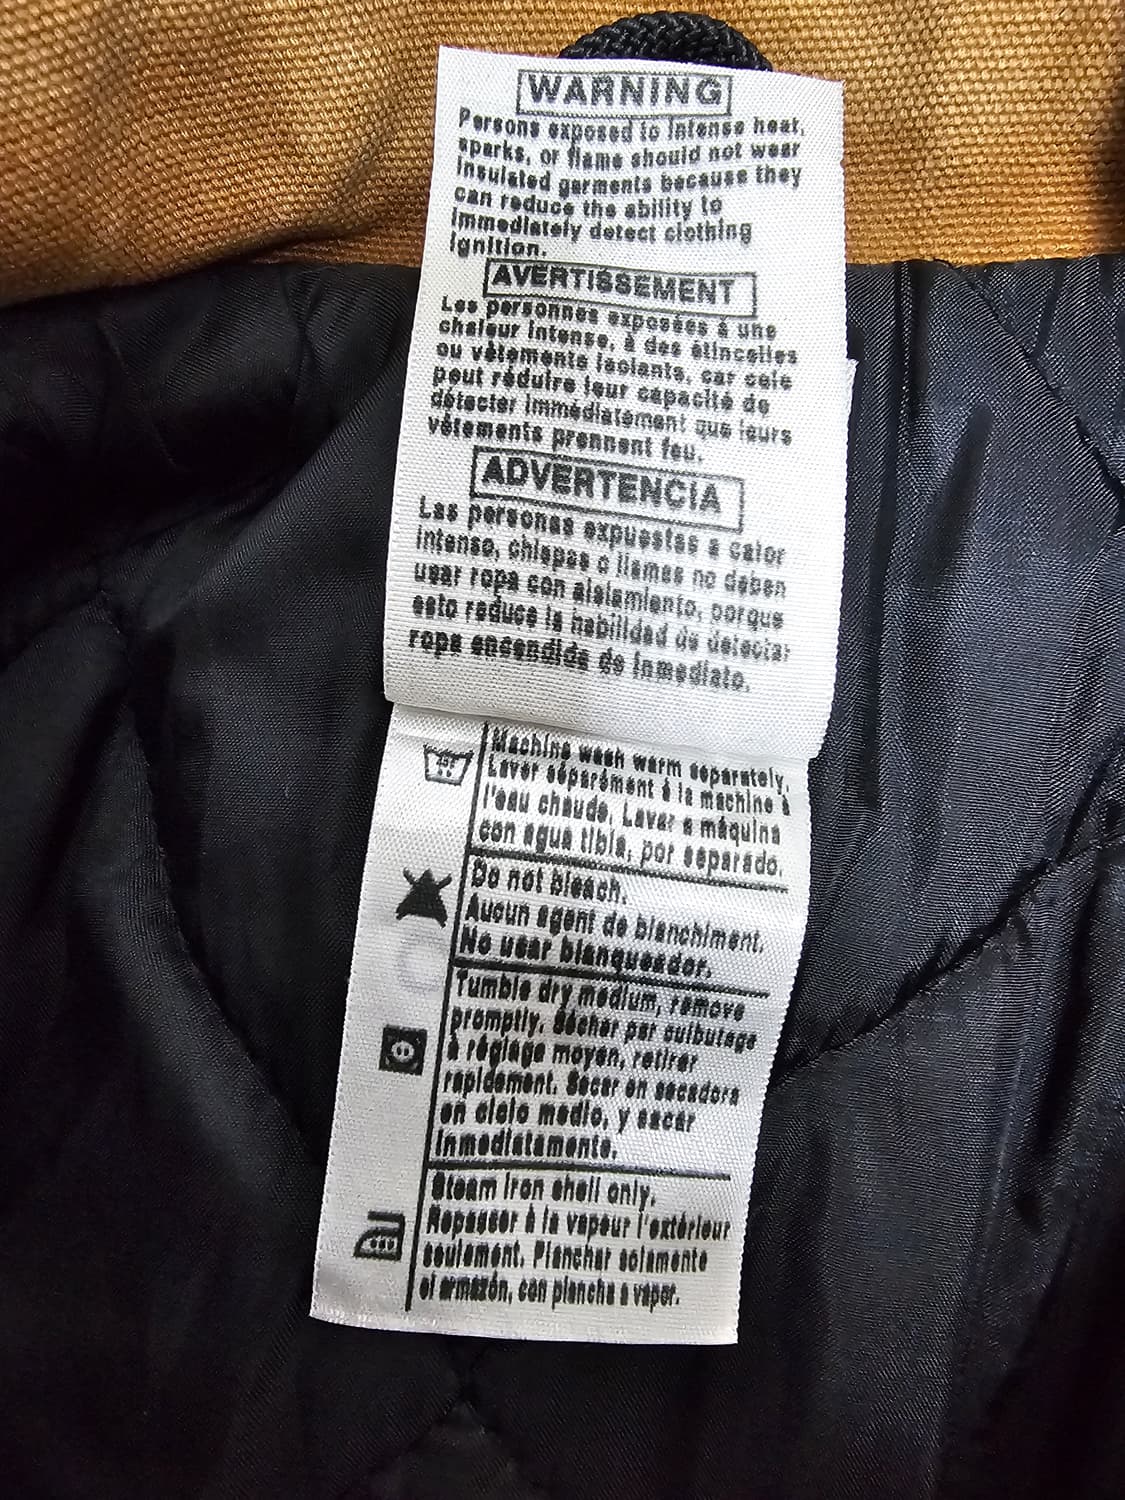 WARNING
Persons exposed to intense heat,
sparks, or flame should not wear
insulated garments because they
can reduce the ability to
immediately detect clothing
ignition.
AVERTISSEMENT
Les personnes exposées à une
chaleur intense, à des étincelles
ou vêtements isolants, car cela
peut réduire leur capacité de
détecter immédiatement que leurs
vêtements prennent feu.
ADVERTENCIA
Las personas expuestas a calor
intenso, chispas o llamas no deben
usar ropa con aislamiento, porque
esto reduce la habilidad de detectar
ropa encendida de inmediato.
Machine wash warm separately.
Laver séparément à la machine à
l'eau chaude. Lavar a máquina
con agua tibia, por separado.
Do not bleach.
Aucun agent de blanchiment.
No usar blanqueador.
Tumble dry medium, remove
promptly. Sécher par culbutage
à réglage moyen, retirer
rapidement. Secar en secadora
en ciclo medio, y sacar
inmediatamente.
Steam iron shell only.
Repasser à la vapeur l'extérieur
seulement. Planchar solamente
el armazón, con plancha a vapor.